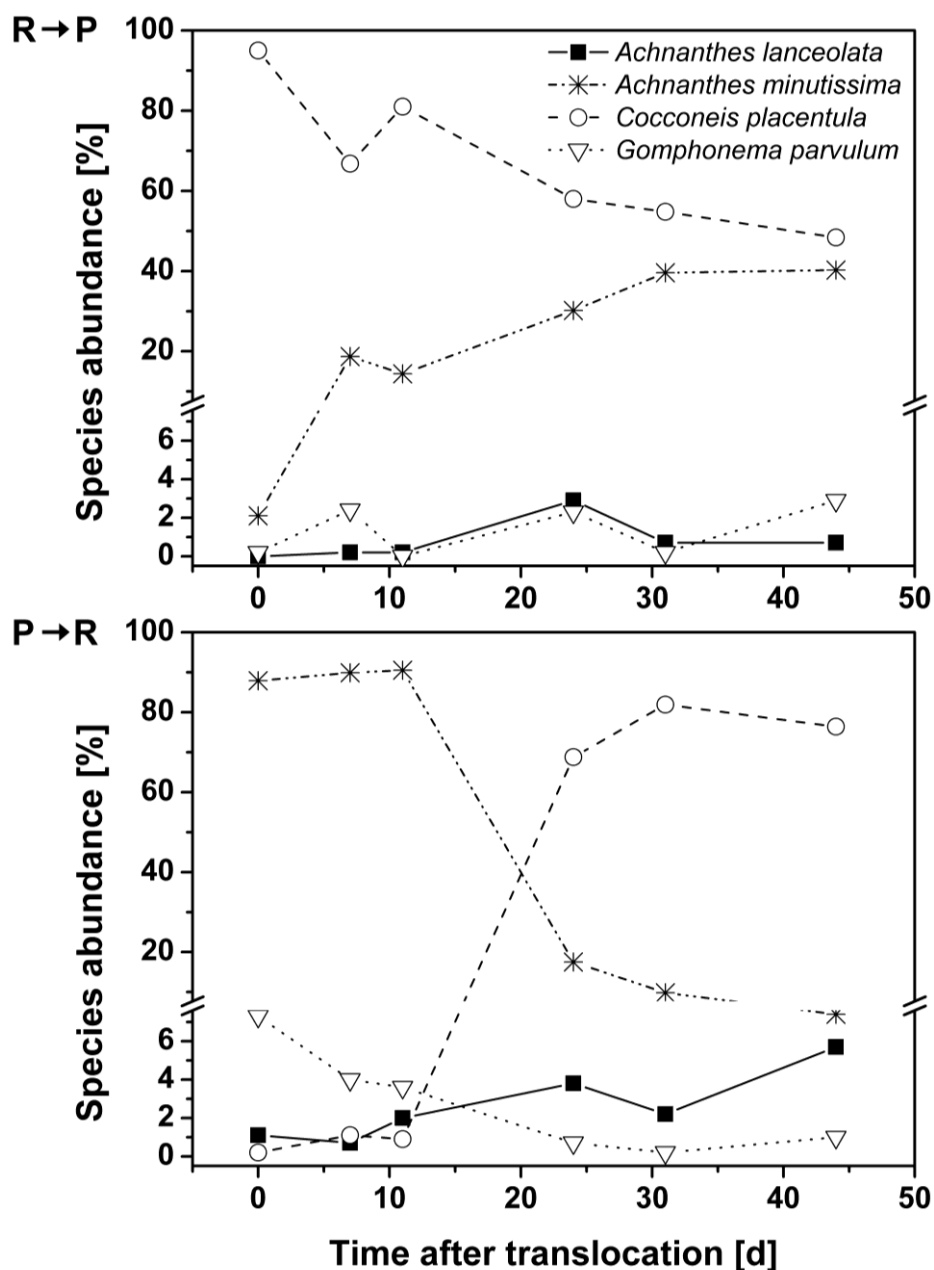 R→P
Species abundance [%]
100
80
60
40
20
6
4
2
0
Achnanthes lanceolata
Achnanthes minutissima
Cocconeis placentula
Gomphonema parvulum
0 10 20 30 40 50
P→R
Species abundance [%]
100
80
60
40
20
6
4
2
0
0 10 20 30 40 50
Time after translocation [d]